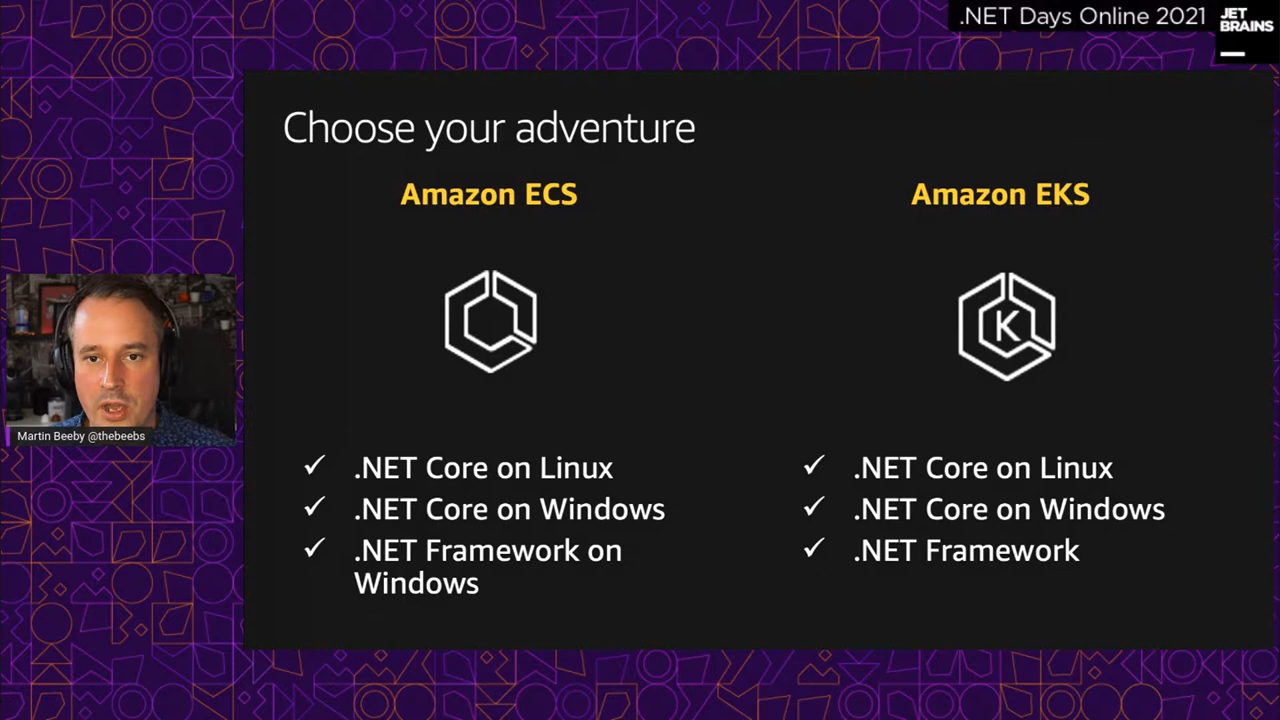 .NET Days Online 2021
JET
BRAINS
Choose your adventure
Amazon ECS
Amazon EKS
K
✓ .NET Core on Linux
✓ .NET Core on Windows
✓ .NET Framework on
Windows
✓ .NET Core on Linux
✓ .NET Core on Windows
✓ .NET Framework
Martin Beeby @thebeebs